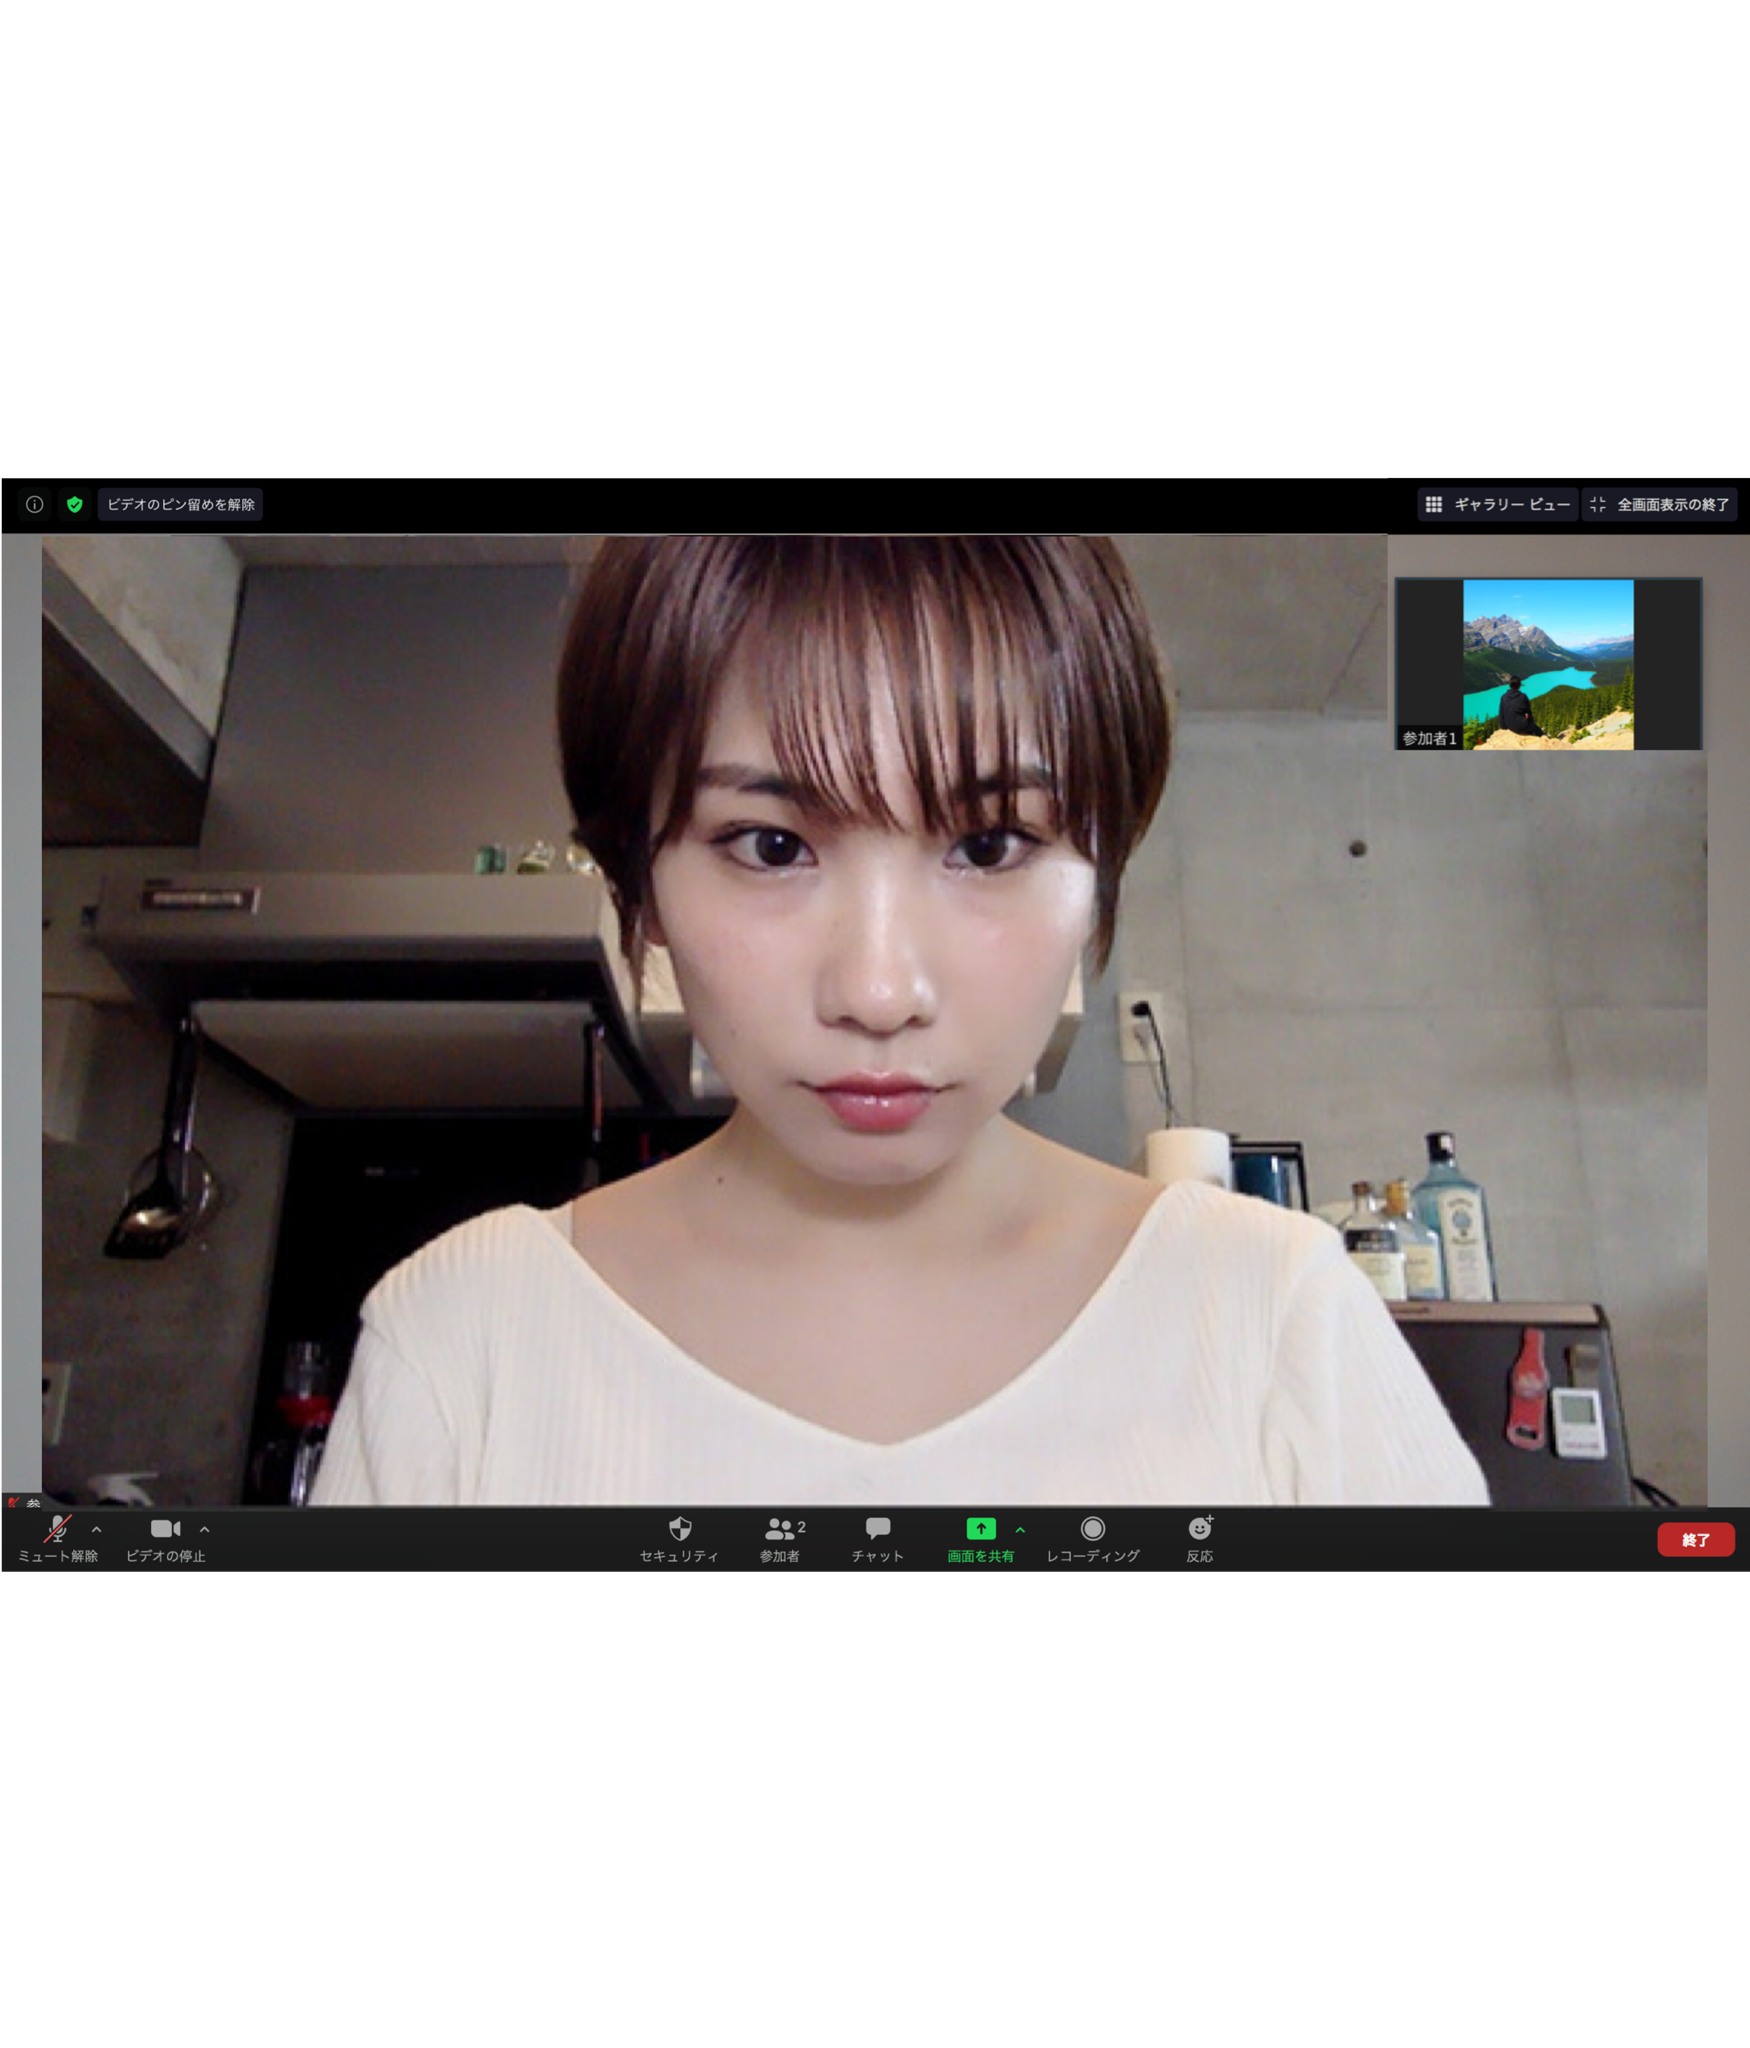 ビデオのピン留めを解除
ギャラリー ビュー
全画面表示の終了
参加者1
参
ミュート解除
ビデオの停止
セキュリティ
2
参加者
チャット
画面を共有
レコーディング
反応
終了